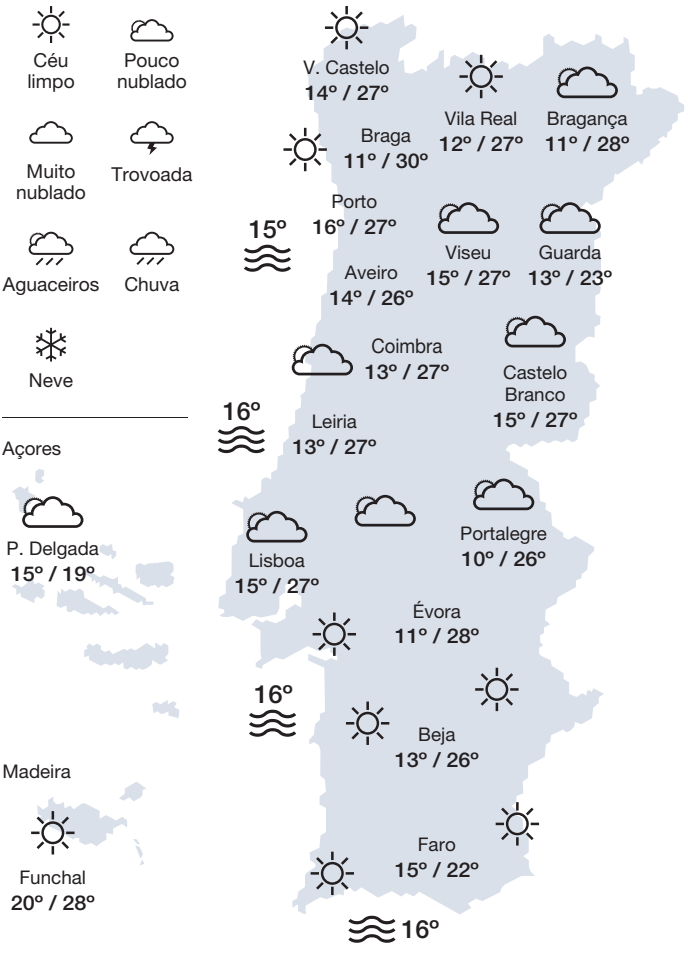 Céu
limpo
Pouco
nublado
Muito
nublado
Trovoada
Aguaceiros
Chuva
Neve
Açores
P. Delgada
15º / 19º
Madeira
Funchal
20º / 28º
V. Castelo
14º / 27º
Vila Real
12º / 27º
Bragança
11º / 28º
Braga
11º / 30º
Porto
16º / 27º
15º
Viseu
15º / 27º
Guarda
13º / 23º
Aveiro
14º / 26º
Coimbra
13º / 27º
Castelo
Branco
15º / 27º
16º
Leiria
13º / 27º
Portalegre
10º / 26º
Lisboa
15º / 27º
Évora
11º / 28º
16º
Beja
13º / 26º
Faro
15º / 22º
16º